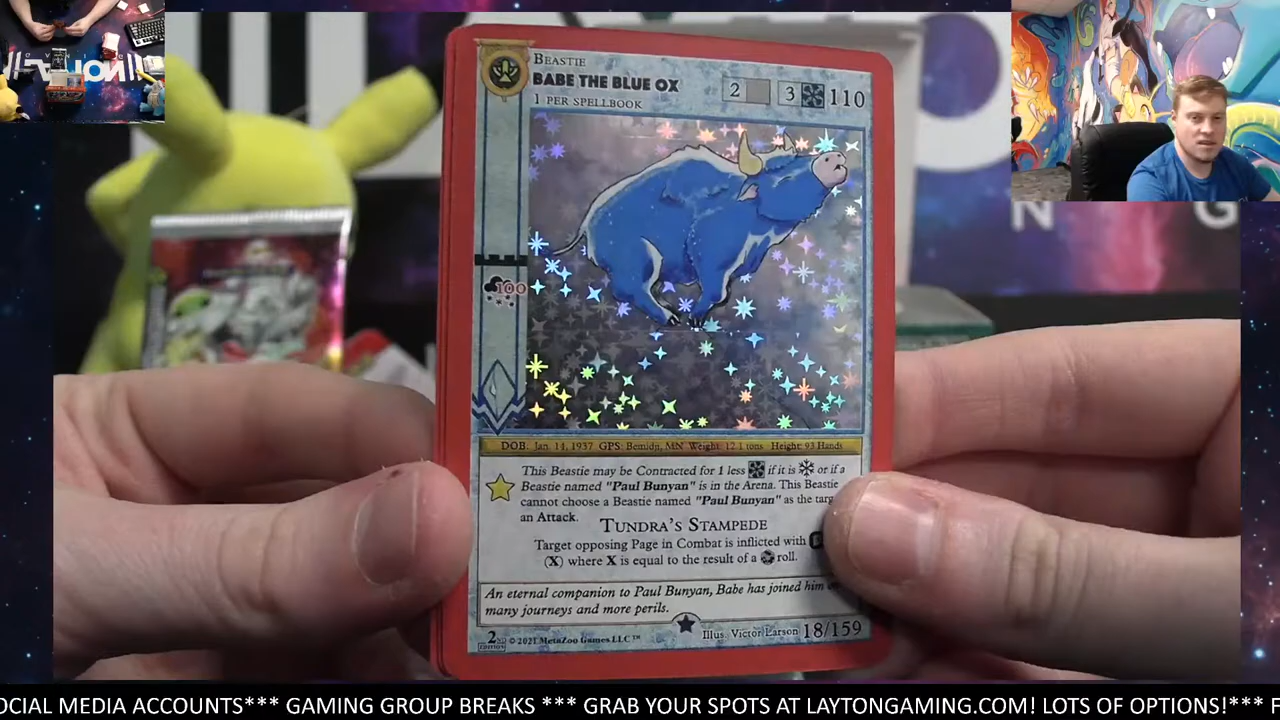 BEASTIE
BABE THE BLUE OX
1 PER SPELLBOOK
2 3 110
100
DOB: Jan. 14, 1937 GPS: Bemidji, MN Weight: 12.1 tons Height: 93 Hands
This Beastie may be Contracted for 1 less if it is or if a
Beastie named "Paul Bunyan" is in the Arena. This Beastie
cannot choose a Beastie named "Paul Bunyan" as the
an Attack.
TUNDRA'S STAMPEDE
Target opposing Page in Combat is inflicted with
(X) where X is equal to the result of a roll.
An eternal companion to Paul Bunyan, Babe has joined him
many journeys and more perils.
2ND EDITION © 2021 MetaZoo Games LLC™ Illus. Victor Larson 18/159
N G
OCIAL MEDIA ACCOUNTS*** GAMING GROUP BREAKS *** GRAB YOUR SPOTS AT LAYTONGAMING.COM! LOTS OF OPTIONS!*** F